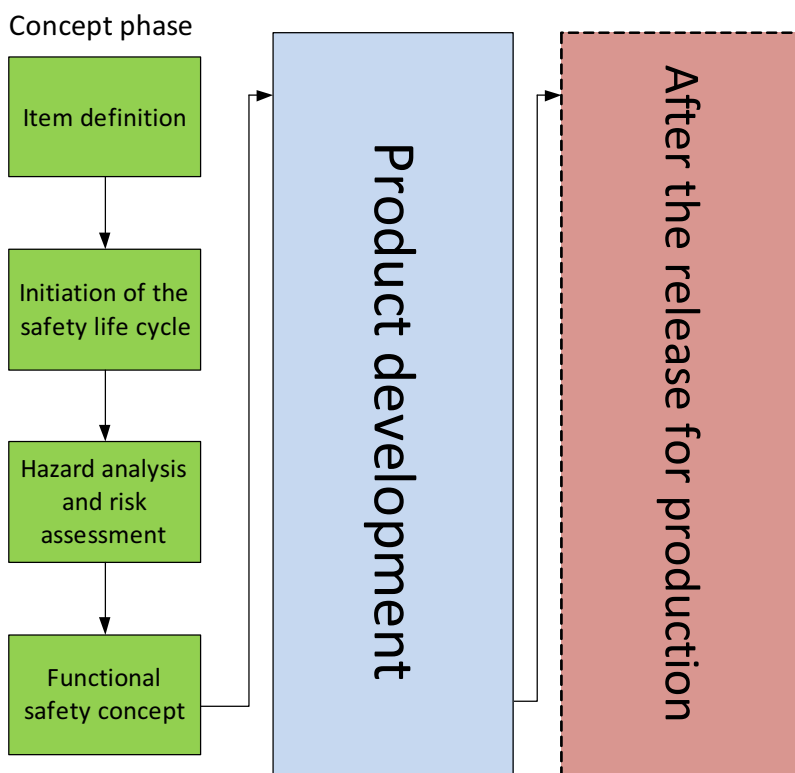 Concept phase
Item definition
Initiation of the
safety life cycle
Hazard analysis
and risk
assessment
Functional
safety concept
Product development
After the release for production